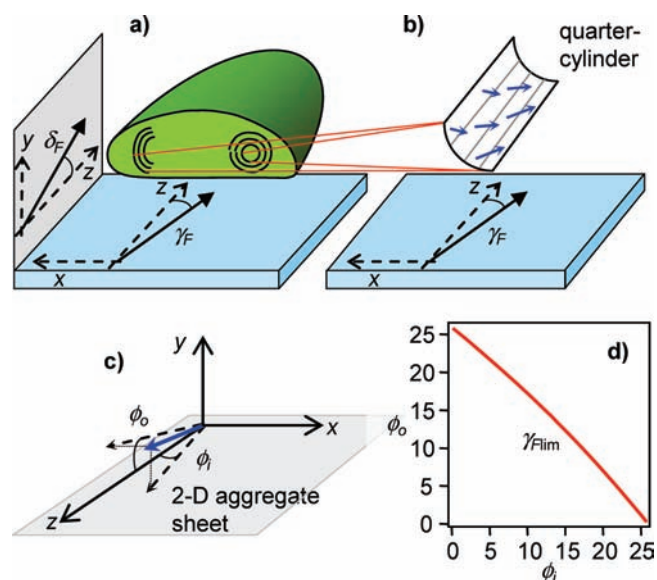 a)
b)
quarter-
cylinder
y
δF
z
z
γF
x
z
γF
x
c)
y
ϕo
x
ϕi
z
2-D aggregate
sheet
d)
ϕo
25
20
15
10
5
0
γFlim
0 5 10 15 20 25
ϕi